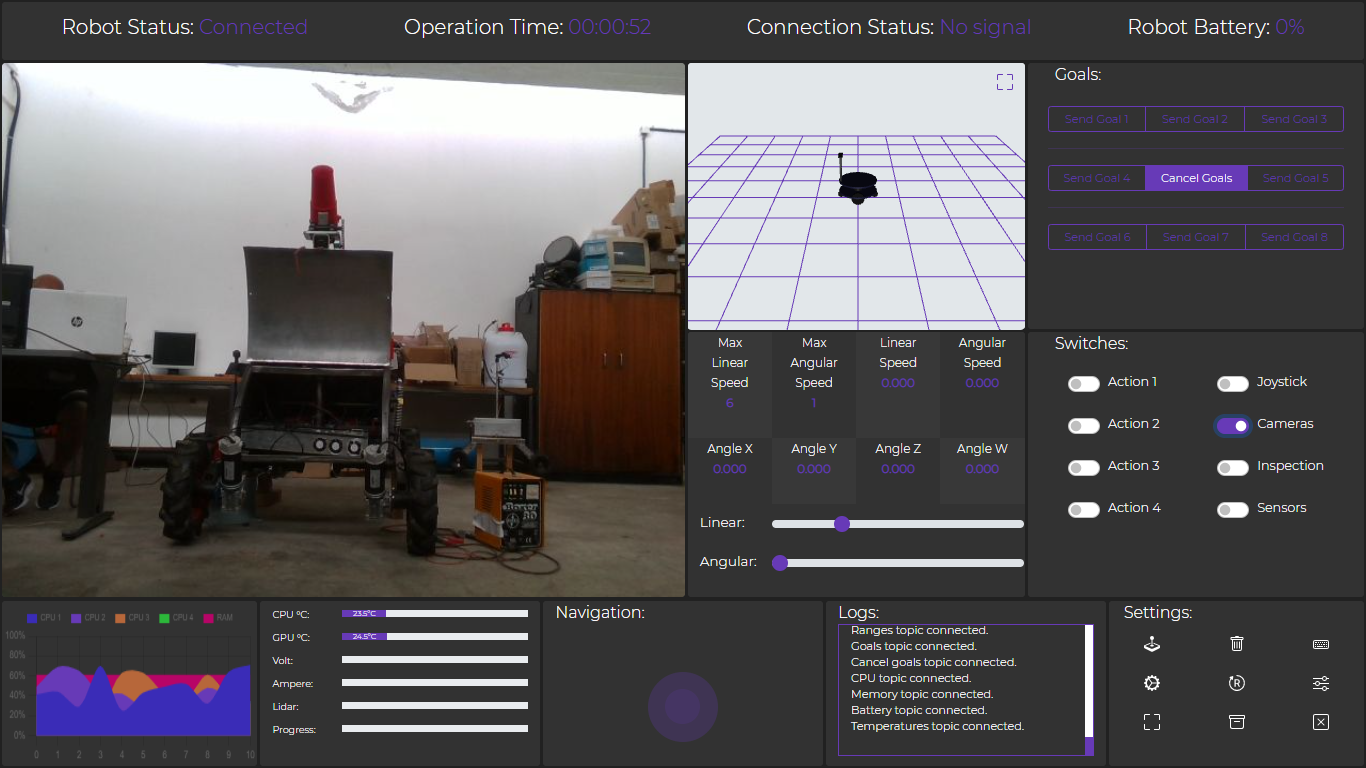 Robot Status: Connected
Operation Time: 00:00:52
Connection Status: No signal
Robot Battery: 0%
hp
Goals:
Send Goal 1 Send Goal 2 Send Goal 3
Send Goal 4 Cancel Goals Send Goal 5
Send Goal 6 Send Goal 7 Send Goal 8
Max
Linear
Speed
6
Max
Angular
Speed
1
Linear
Speed
0.000
Angular
Speed
0.000
Angle X
0.000
Angle Y
0.000
Angle Z
0.000
Angle W
0.000
Linear:
Angular:
Switches:
Action 1 Joystick
Action 2 Cameras
Action 3 Inspection
Action 4 Sensors
CPU 1 CPU 2 CPU 3 CPU 4 RAM
100%
80%
60%
40%
20%
0%
0 1 2 3 4 5 6 7 8 9 10
CPU ºC: 23.5ºC
GPU ºC: 24.5ºC
Volt:
Ampere:
Lidar:
Progress:
Navigation:
Logs:
Ranges topic connected.
Goals topic connected.
Cancel goals topic connected.
CPU topic connected.
Memory topic connected.
Battery topic connected.
Temperatures topic connected.
Settings:
R